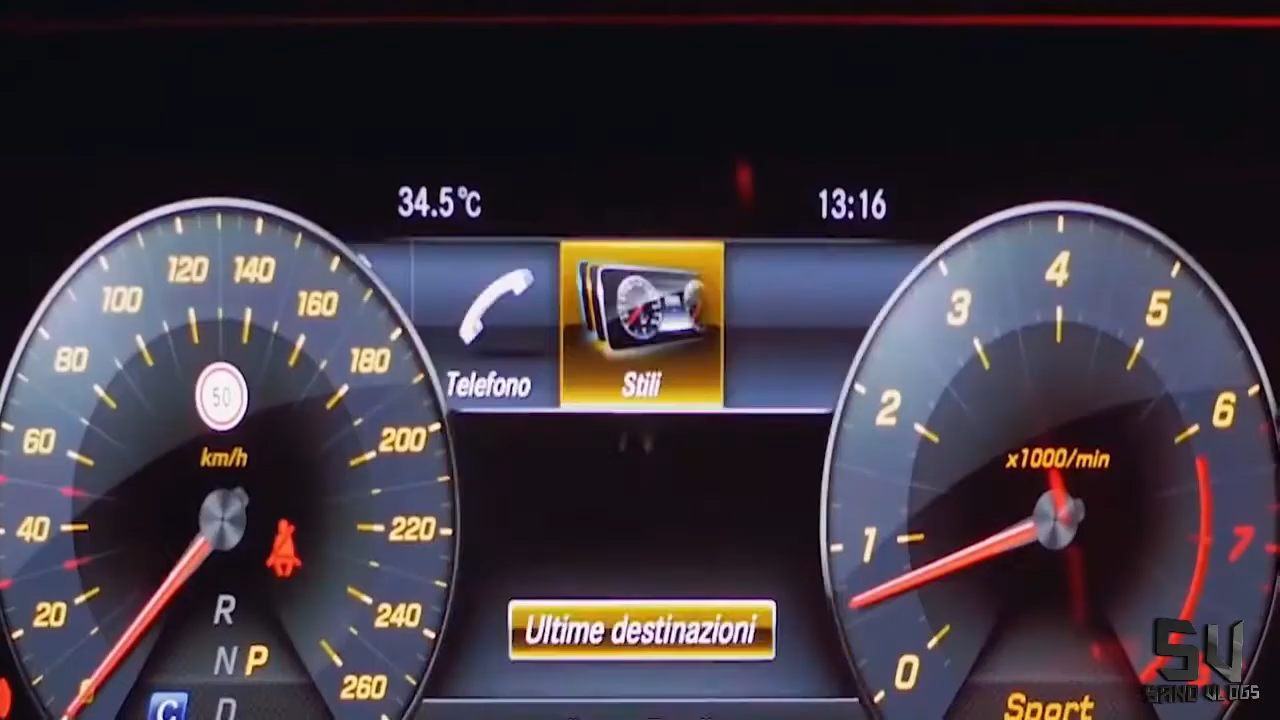 34.5°C
13:16
Telefono
Stili
Ultime destinazioni
0
20
40
60
80
100
120
140
160
180
200
220
240
260
50
km/h
R
N P
D
C
0
1
2
3
4
5
6
7
x1000/min
Sport
SV
VLOGS